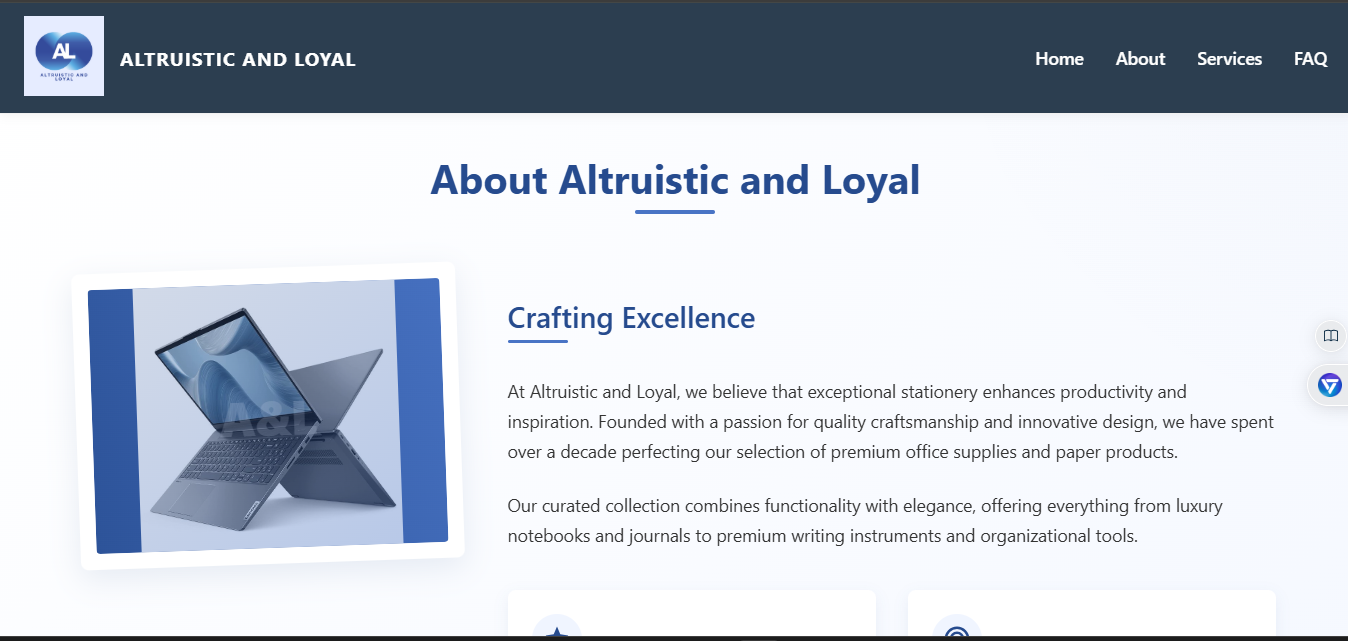 AL
ALTRUISTIC AND
LOYAL
ALTRUISTIC AND LOYAL
Home
About
Services
FAQ
About Altruistic and Loyal
A&L
Crafting Excellence
At Altruistic and Loyal, we believe that exceptional stationery enhances productivity and
inspiration. Founded with a passion for quality craftsmanship and innovative design, we have spent
over a decade perfecting our selection of premium office supplies and paper products.
Our curated collection combines functionality with elegance, offering everything from luxury
notebooks and journals to premium writing instruments and organizational tools.